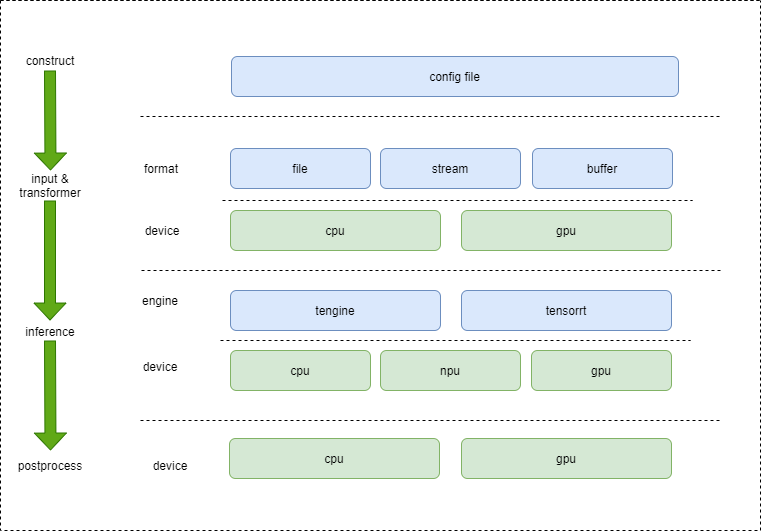 construct
config file
format
file
stream
buffer
input &
transformer
device
cpu
gpu
engine
tengine
tensorrt
inference
device
cpu
npu
gpu
postprocess
device
cpu
gpu